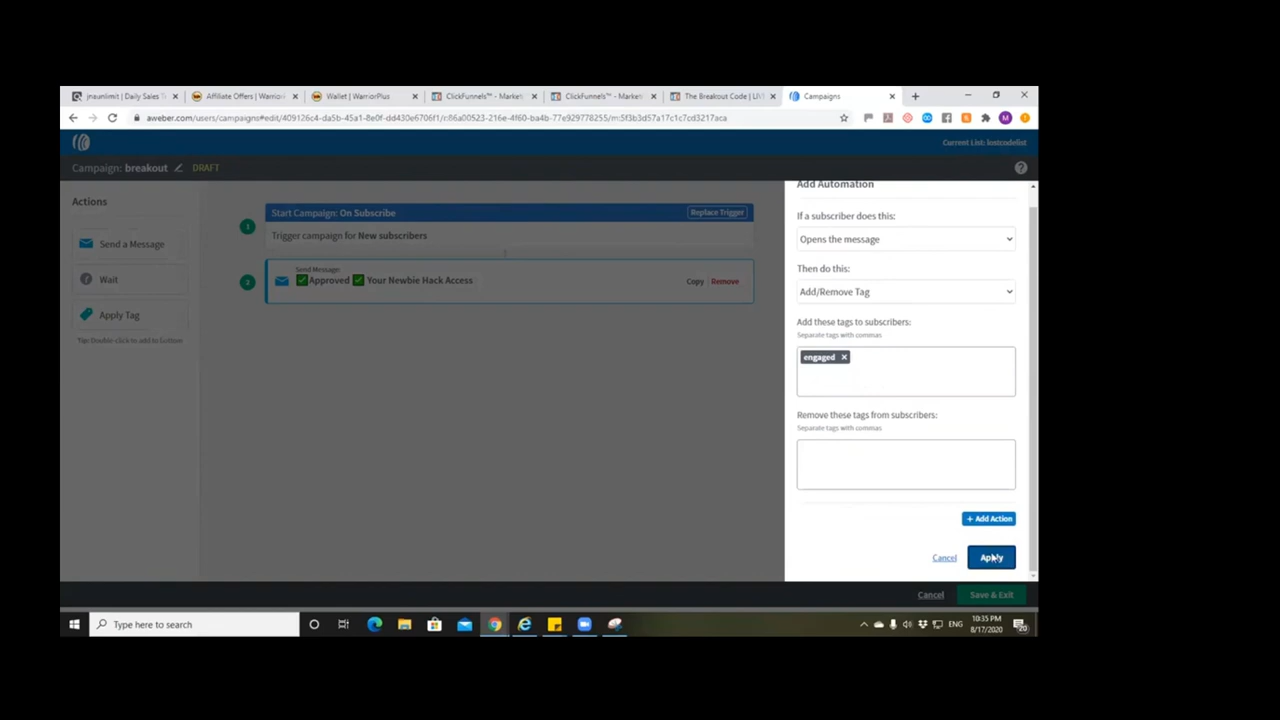 jnaunlimit | Daily Sales T
Affiliate Offers | Warrior+
Wallet | WarriorPlus
ClickFunnels™ - Market
ClickFunnels™ - Market
The Breakout Code | LIV
Campaigns
aweber.com/users/campaigns#edit/409126c4-da5b-45a1-8e0f-dd430e6706f1/r:86a00523-216e-4f60-ba4b-77e929778255/m:5f3b3d57a17c1c7cd3217aca
Current List: lostcodelist
Campaign: breakout
DRAFT
Actions
Send a Message
Wait
Apply Tag
Tip: Double-click to add to bottom
1
Start Campaign: On Subscribe
Replace Trigger
Trigger campaign for New subscribers
2
Send Message:
Approved Your Newbie Hack Access
Copy Remove
Add Automation
If a subscriber does this:
Opens the message
Then do this:
Add/Remove Tag
Add these tags to subscribers:
Separate tags with commas
engaged
Remove these tags from subscribers:
Separate tags with commas
+ Add Action
Cancel
Apply
Cancel
Save & Exit
Type here to search
ENG
10:35 PM
8/17/2020
20